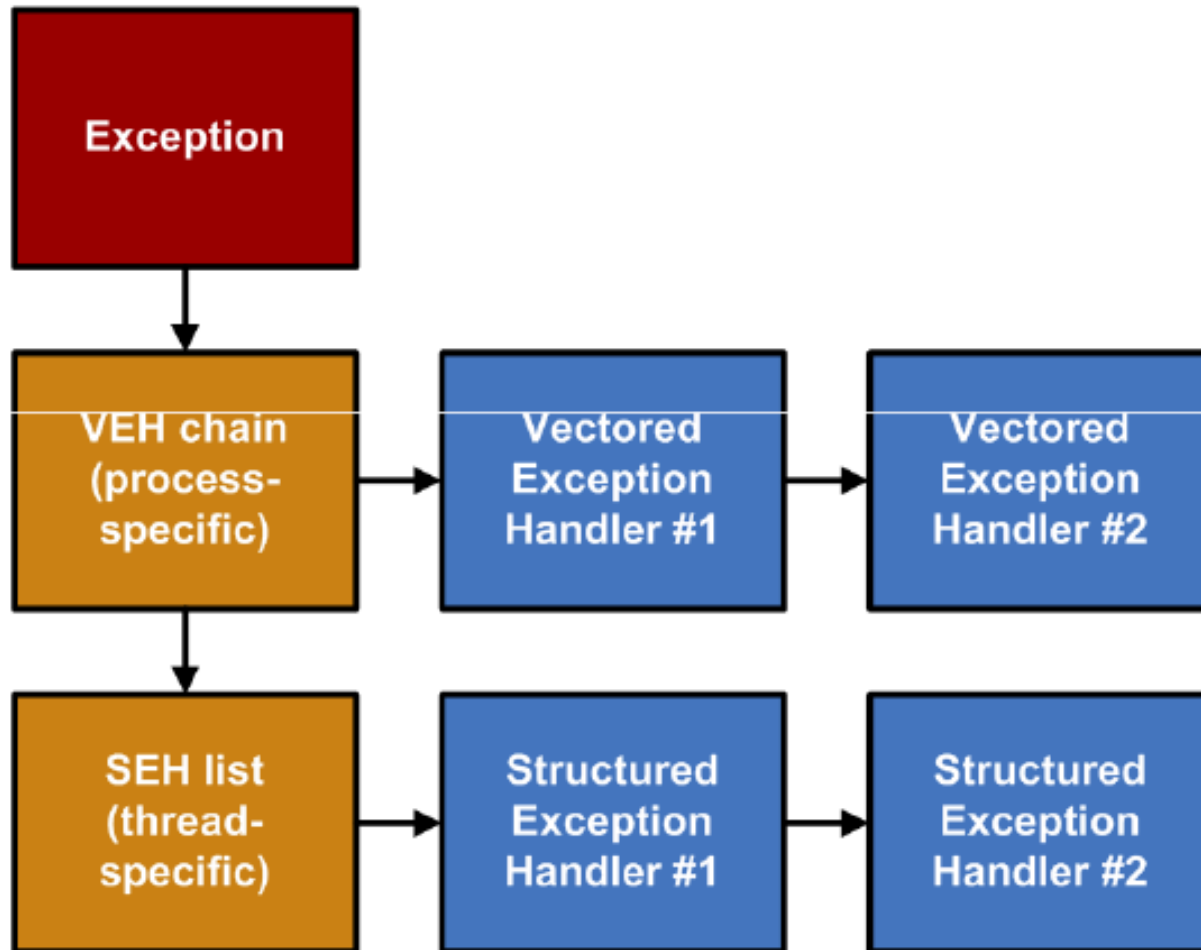 Exception
VEH chain
(process-
specific)
Vectored
Exception
Handler #1
Vectored
Exception
Handler #2
SEH list
(thread-
specific)
Structured
Exception
Handler #1
Structured
Exception
Handler #2